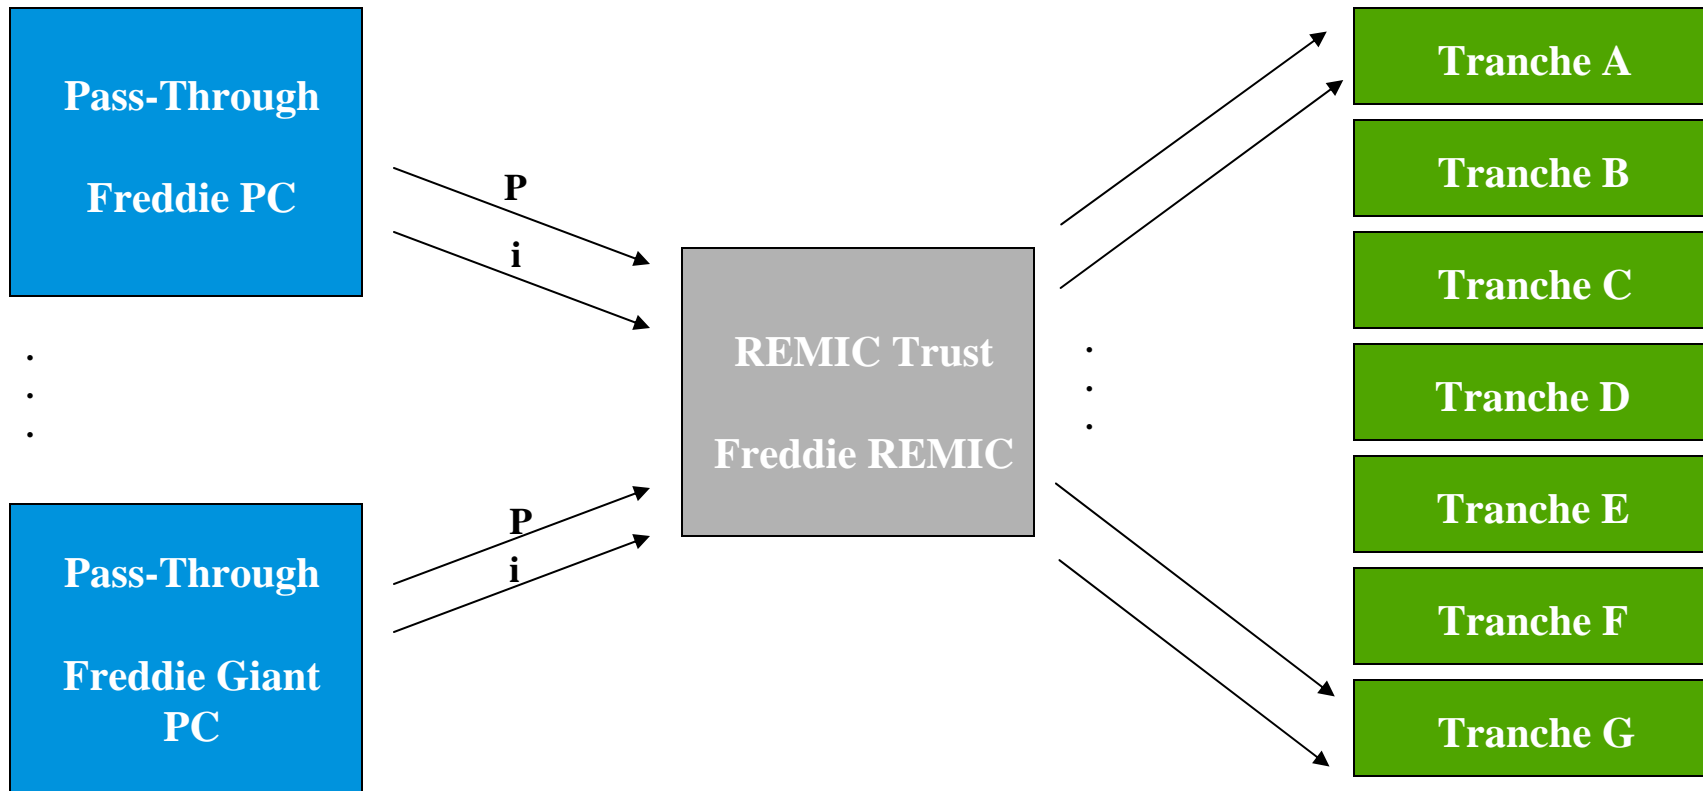 Pass-Through
Freddie PC
P
i
.
.
.
Pass-Through
Freddie Giant
PC
P
i
REMIC Trust
Freddie REMIC
.
.
.
Tranche A
Tranche B
Tranche C
Tranche D
Tranche E
Tranche F
Tranche G